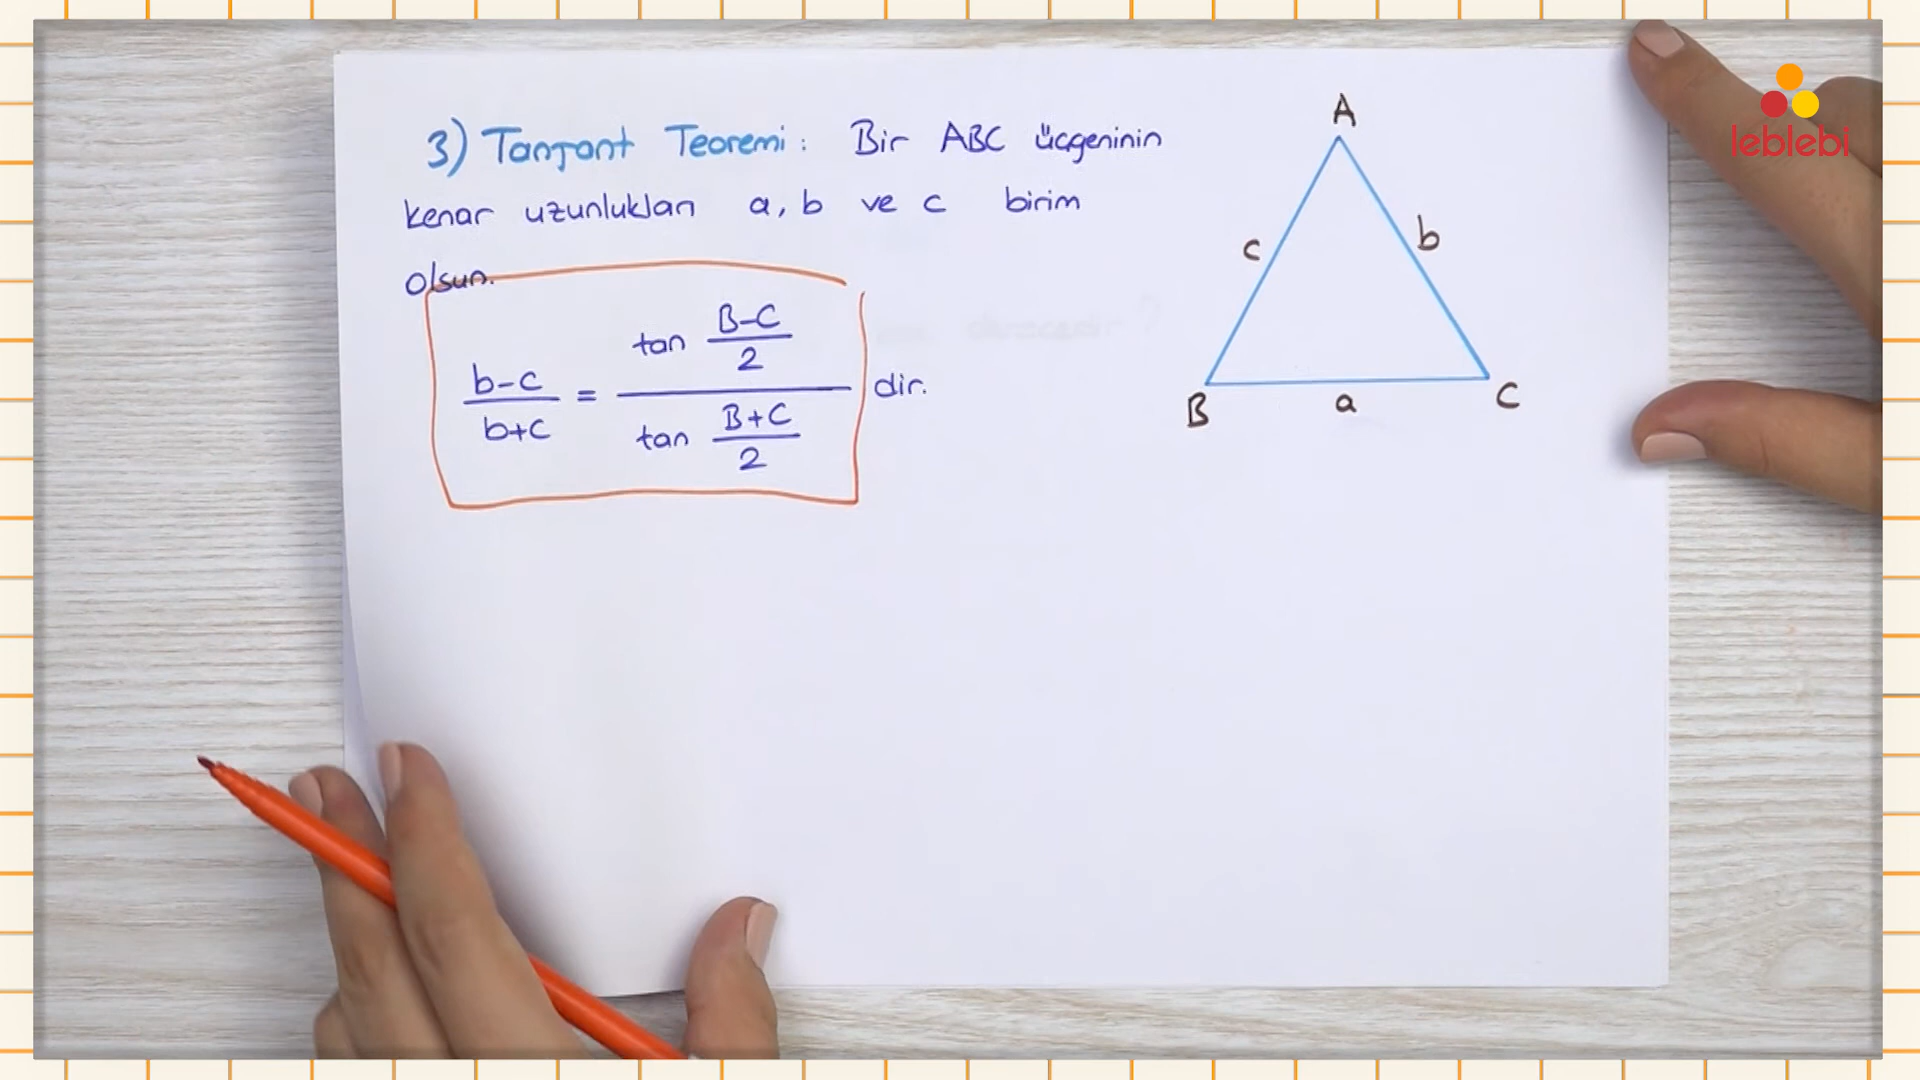 3) Tanjant Teoremi: Bir ABC üçgeninin
kenar uzunlukları a, b ve c birim
olsun.
b-c / b+c = tan B-C / 2 / tan B+C / 2 dir.
A
c
b
B
a
C
leblebi